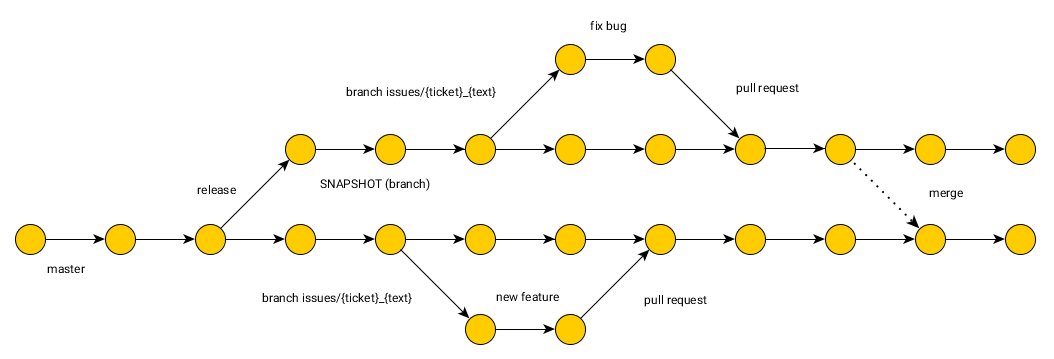 fix bug
branch issues/{ticket}_{text}
pull request
SNAPSHOT (branch)
release
merge
master
branch issues/{ticket}_{text}
new feature
pull request